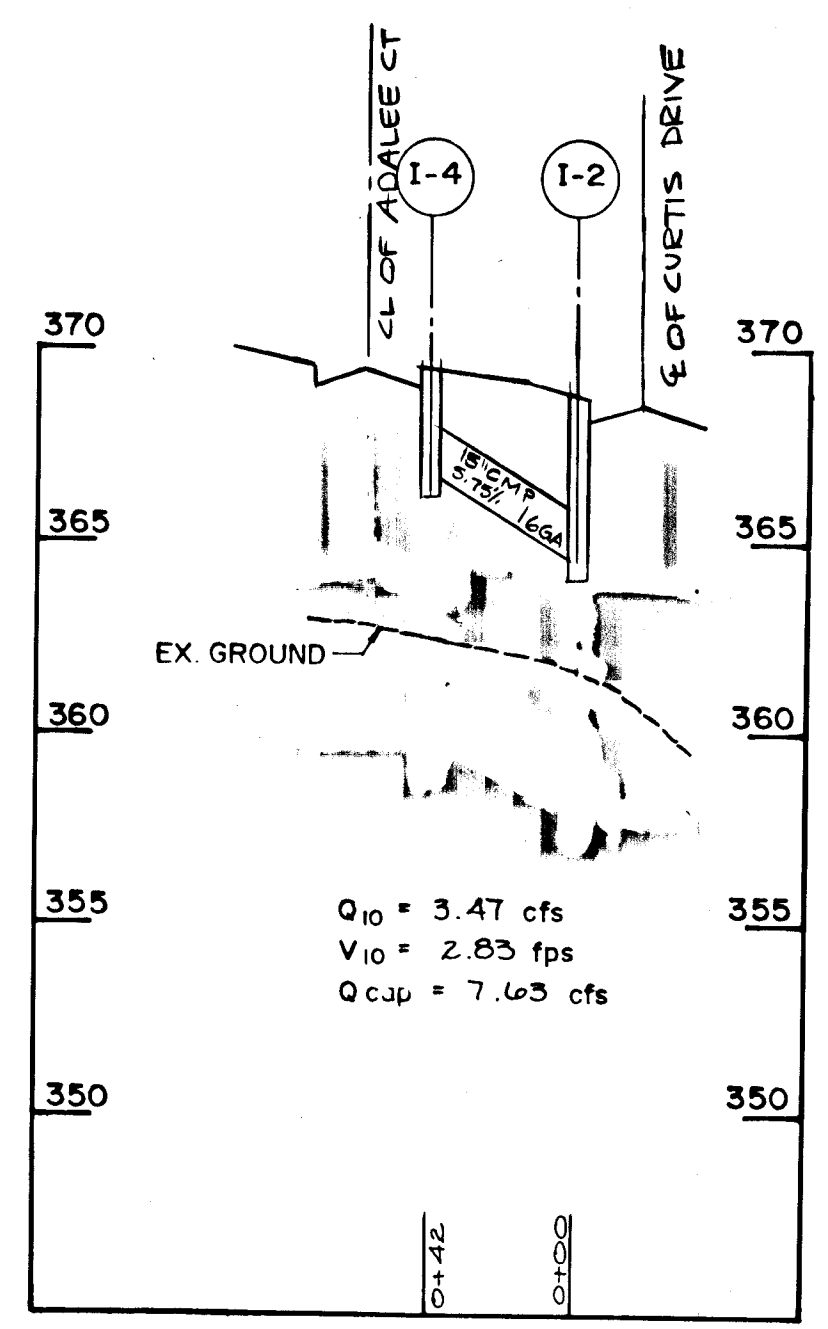 CL OF ADALEE CT
I-4
I-2
℄ OF CURTIS DRIVE
370
370
15" CMP
5.75% 16GA
365
365
EX. GROUND
360
360
355
355
Q10 = 3.47 cfs
V10 = 2.83 fps
Qcap = 7.63 cfs
350
350
0+42
0+00